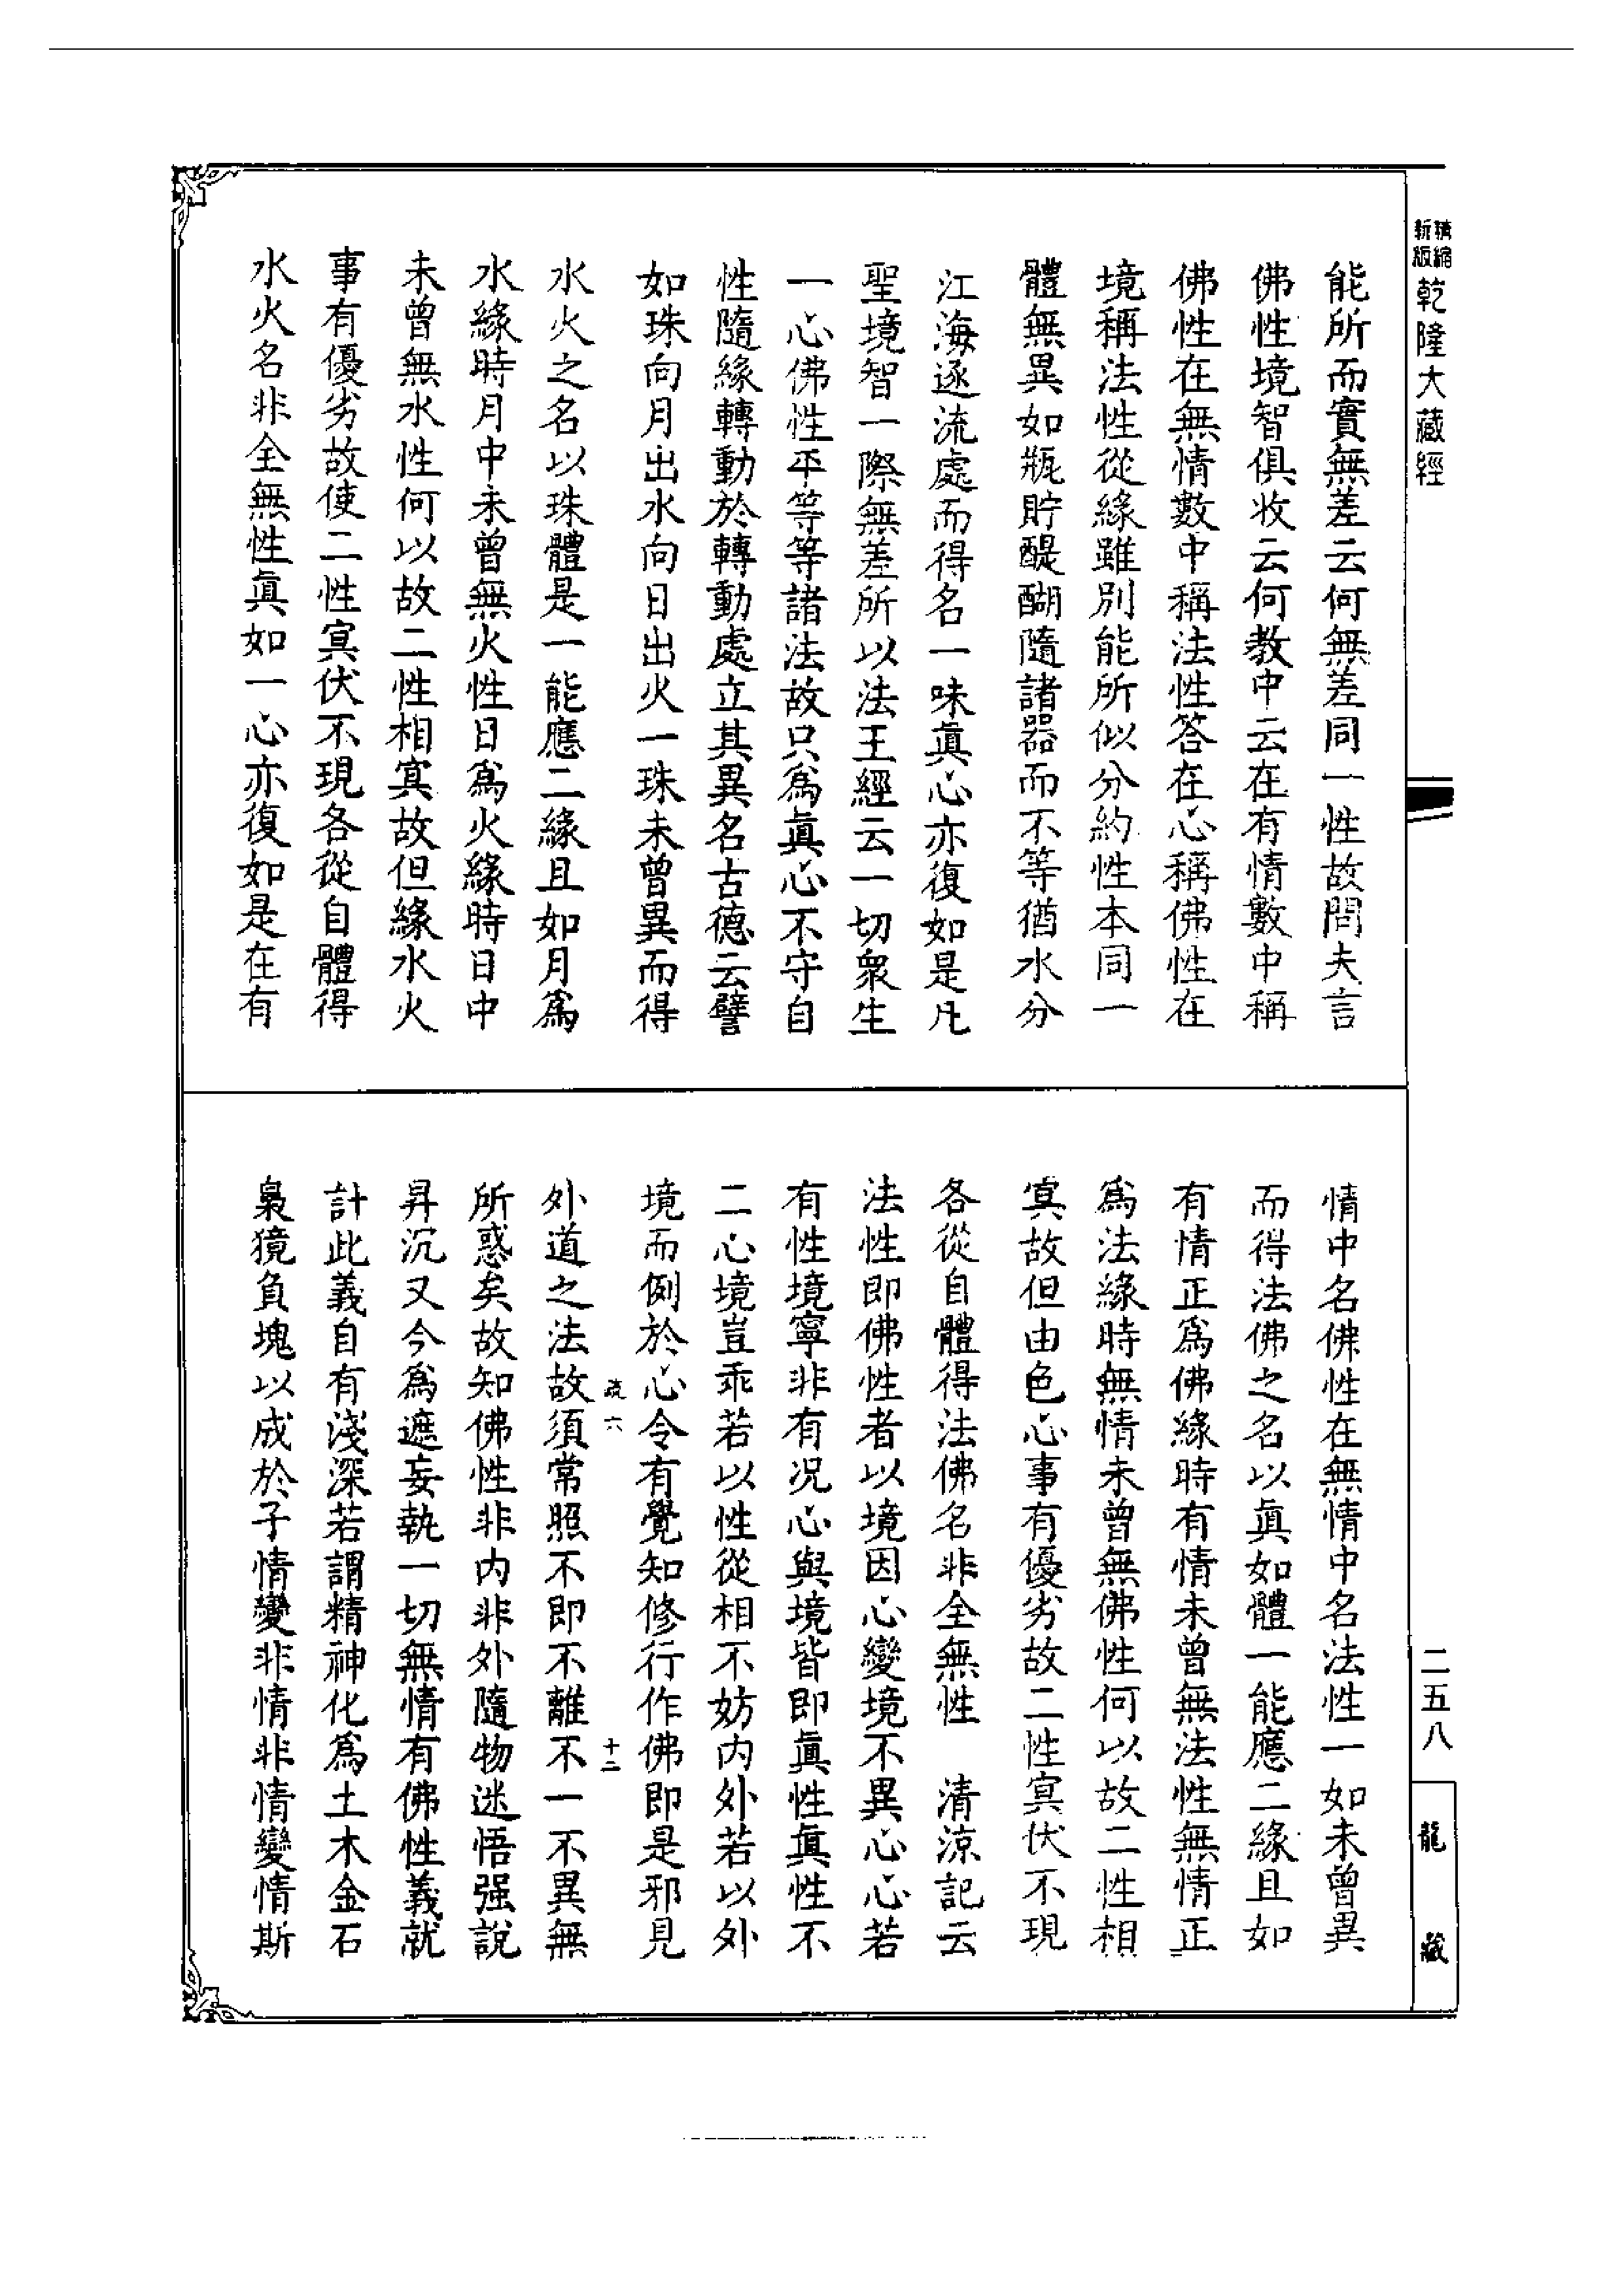 精縮
新版
乾隆大藏經
能所而實無差云何無差同一性故問夫言
佛性境智俱收云何教中云在有情數中稱
佛性在無情數中稱法性答在心稱佛性在
境稱法性從緣雖別能所似分約性本同一
體無異如瓶貯醍醐隨諸器而不等猶水分
江海逐流處而得名一味眞心亦復如是凡
聖境智一際無差所以法王經云一切衆生
一心佛性平等等諸法故只爲眞心不守自
性隨緣轉動於轉動處立其異名古德云譬
如珠向月出水向日出火一珠未曾異而得
水火之名以珠體是一能應二緣且如月爲
水緣時月中未曾無火性日爲火緣時日中
未曾無水性何以故二性相冥故但緣水火
事有優劣故使二性冥伏不現各從自體得
水火名非全無性眞如一心亦復如是在有
情中名佛性在無情中名法性一如未曾異
而得法佛之名以眞如體一能應二緣且如
有情正爲佛緣時有情未曾無法性無情正
爲法緣時無情未曾無佛性何以故二性相
冥故但由色心事有優劣故二性冥伏不現
各從自體得法佛名非全無性 清涼記云
法性即佛性者以境因心變境不異心心若
有性境寧非有况心與境皆即眞性眞性不
二心境豈乖若以性從相不妨内外若以外
境而例於心令有覺知修行作佛即是邪見
疏六 十二
外道之法故須常照不即不離不一不異無
所惑矣故知佛性非内非外隨物迷悟强說
昇沉又今爲遮妄執一切無情有佛性義就
計此義自有淺深若謂精神化爲土木金石
梟獍負塊以成於子情變非情非情變情斯
二五八
龍藏